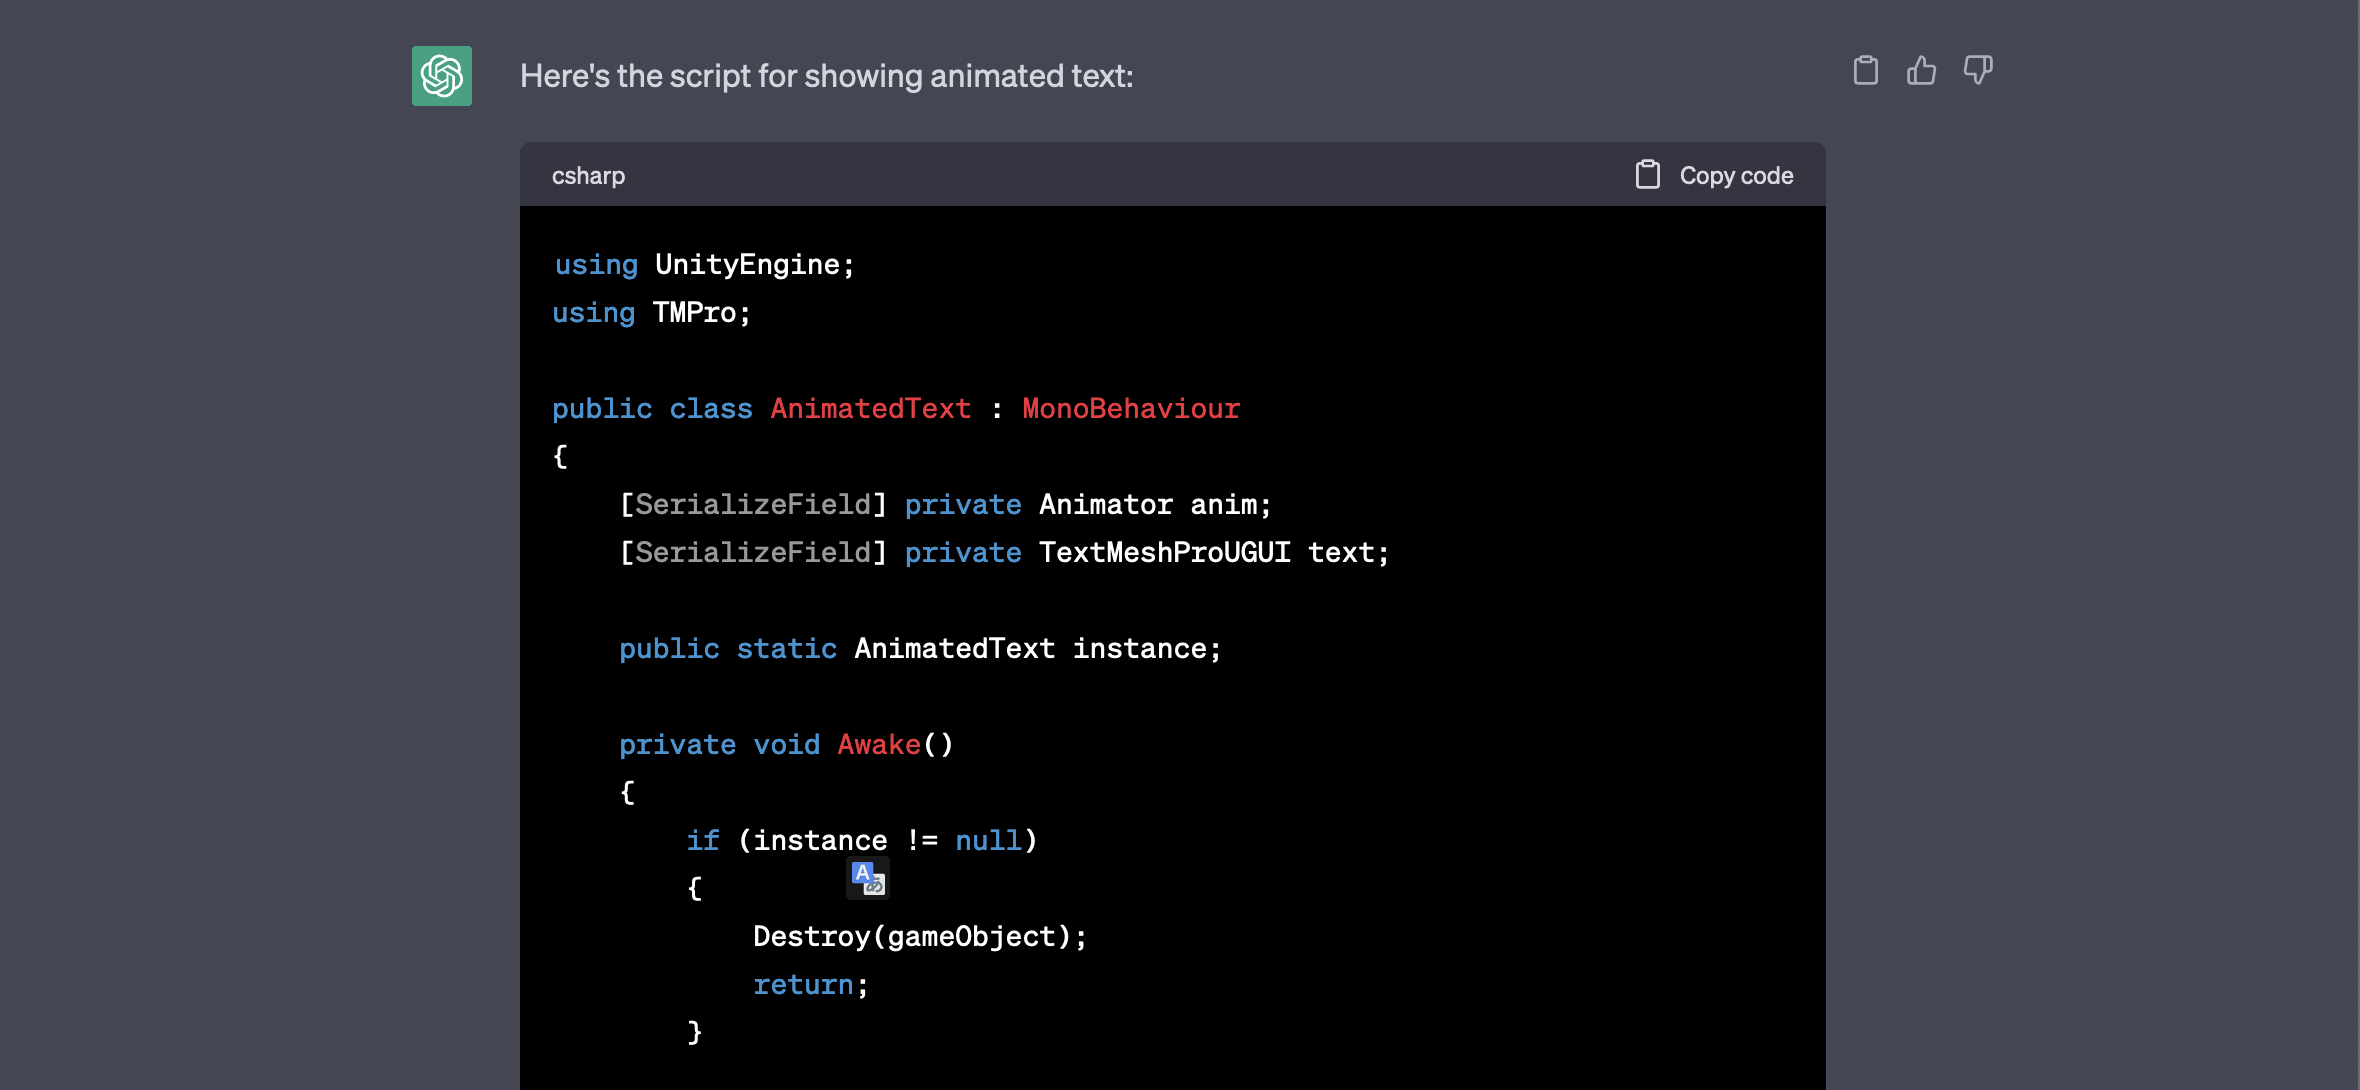 Here's the script for showing animated text:
csharp
Copy code
using UnityEngine;
using TMPro;
public class AnimatedText : MonoBehaviour
{
[SerializeField] private Animator anim;
[SerializeField] private TextMeshProUGUI text;
public static AnimatedText instance;
private void Awake()
{
if (instance != null)
{
A
あ
Destroy(gameObject);
return;
}